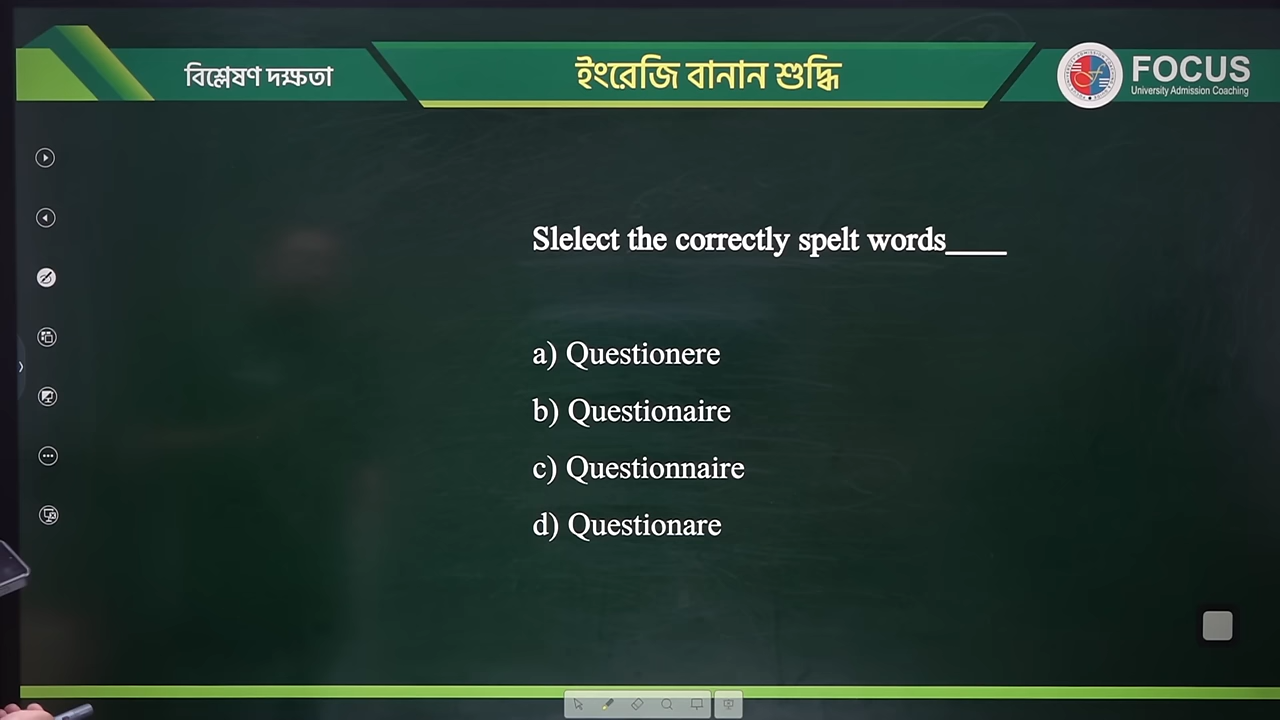 বিশ্লেষণ দক্ষতা
ইংরেজি বানান শুদ্ধি
FOCUS
University Admission Coaching
Slelect the correctly spelt words____
a) Questionere
b) Questionaire
c) Questionnaire
d) Questionare